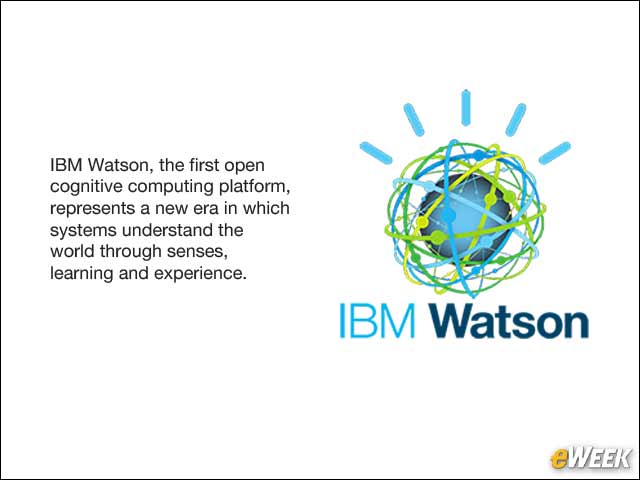 IBM Watson, the first open
cognitive computing platform,
represents a new era in which
systems understand the
world through senses,
learning and experience.
IBM Watson
eWEEK